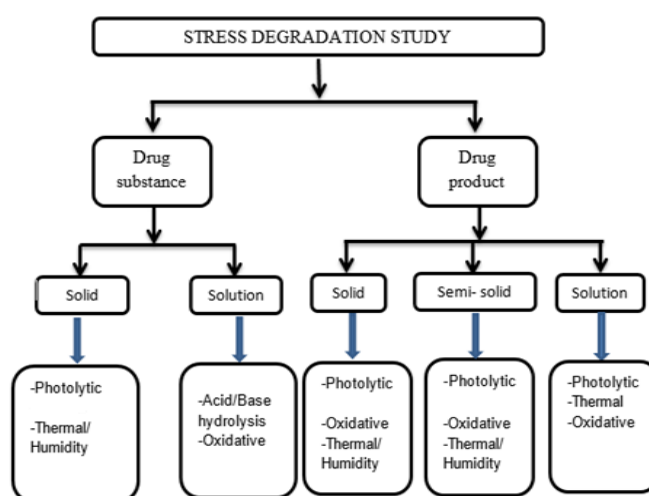 STRESS DEGRADATION STUDY
Drug
substance
Drug
product
Solid
Solution
Solid
Semi- solid
Solution
-Photolytic
-Thermal/
Humidity
-Acid/Base
hydrolysis
-Oxidative
-Photolytic
-Oxidative
-Thermal/
Humidity
-Photolytic
-Oxidative
-Thermal/
Humidity
-Photolytic
-Thermal
-Oxidative